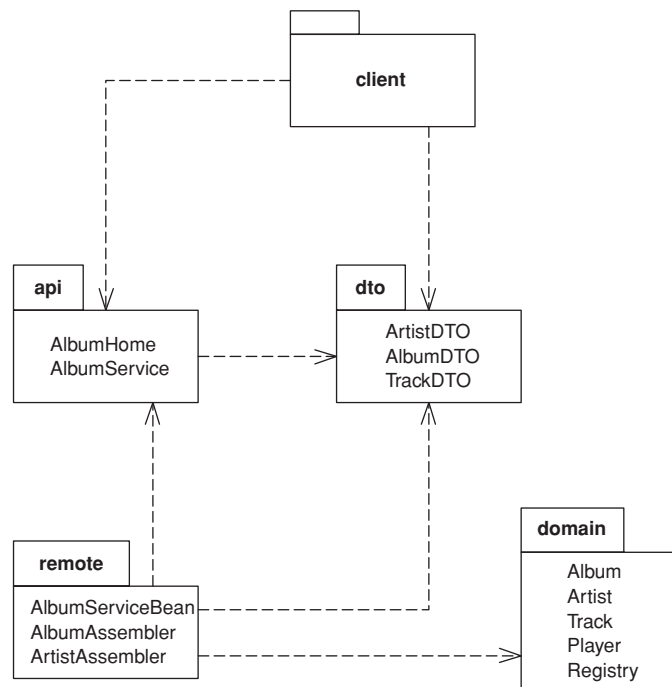 client
api
AlbumHome
AlbumService
dto
ArtistDTO
AlbumDTO
TrackDTO
remote
AlbumServiceBean
AlbumAssembler
ArtistAssembler
domain
Album
Artist
Track
Player
Registry